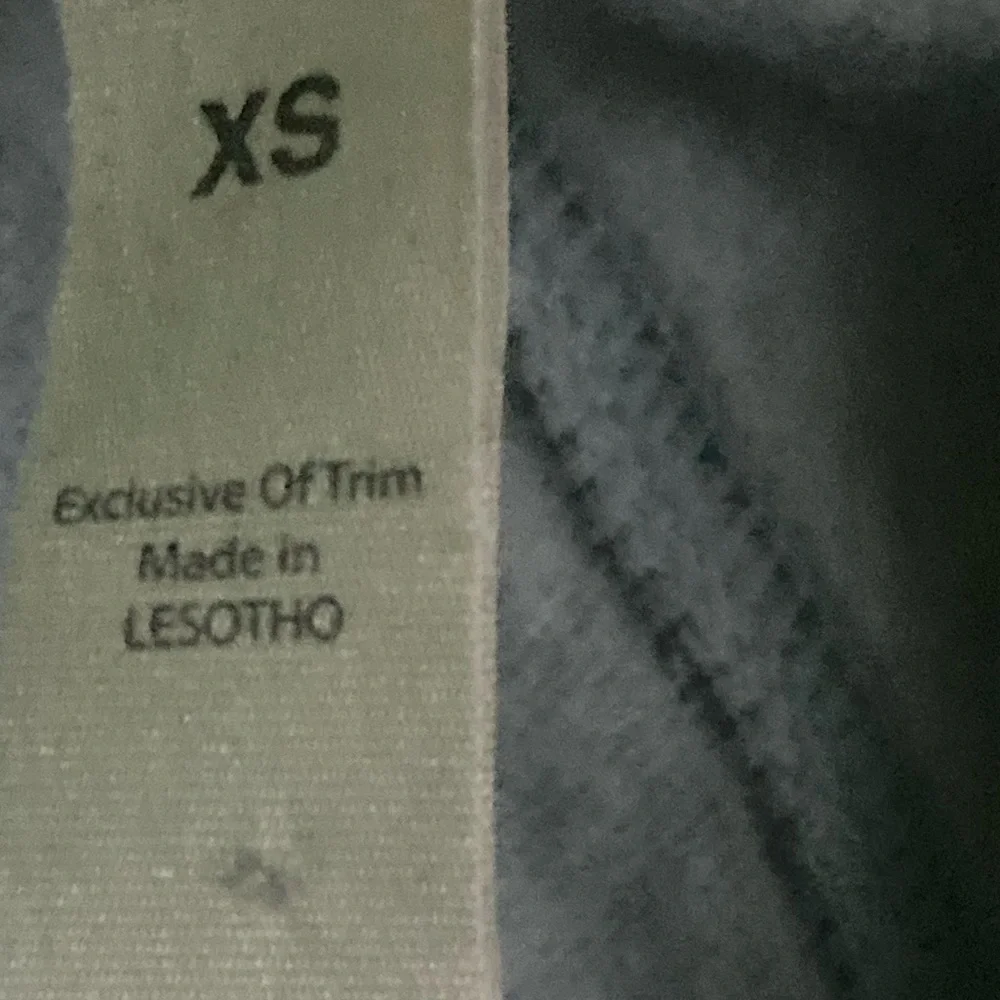 XS
Exclusive Of Trim
Made in
LESOTHO